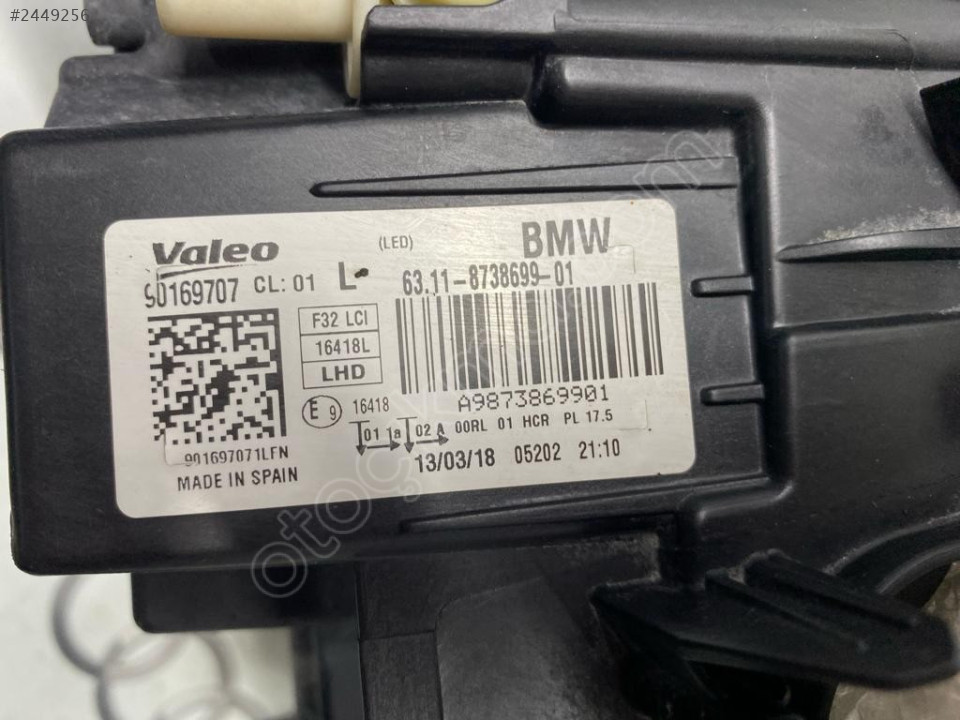 #2449256
Valeo (LED) BMW
90169707 CL: 01 L 63.11-8738699-01
F32 LCI
16418L
LHD
A9873869901
E 9 16418
01 1a 02 A 00RL 01 HCR PL 17.5
901697071LFN
13/03/18 05202 21:10
MADE IN SPAIN